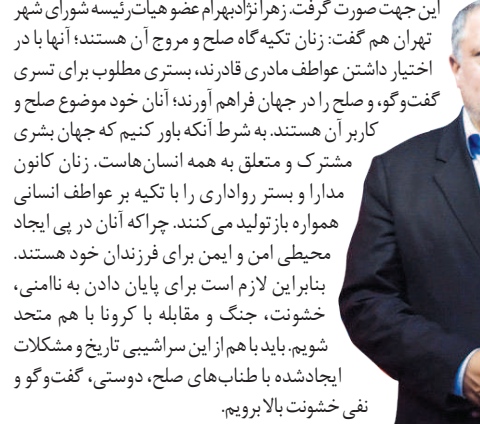 این جهت صورت گرفت. زهرا نژادبهرام عضو هیات‌رئیسه شورای شهر
تهران هم گفت: زنان تکیه‌گاه صلح و مروج آن هستند؛ آنها با در
اختیار داشتن عواطف مادری قادرند، بستری مطلوب برای تسری
گفت‌وگو، و صلح را در جهان فراهم آورند؛ آنان خود موضوع صلح و
کاربر آن هستند. به شرط آنکه باور کنیم که جهان بشری
مشترک و متعلق به همه انسان‌هاست. زنان کانون
مدارا و بستر رواداری را با تکیه بر عواطف انسانی
همواره بازتولید می‌کنند. چراکه آنان در پی ایجاد
محیطی امن و ایمن برای فرزندان خود هستند.
بنابراین لازم است برای پایان دادن به ناامنی،
خشونت، جنگ و مقابله با کرونا با هم متحد
شویم. باید با هم از این سراشیبی تاریخ و مشکلات
ایجادشده با طناب‌های صلح، دوستی، گفت‌وگو و
نفی خشونت بالا برویم.